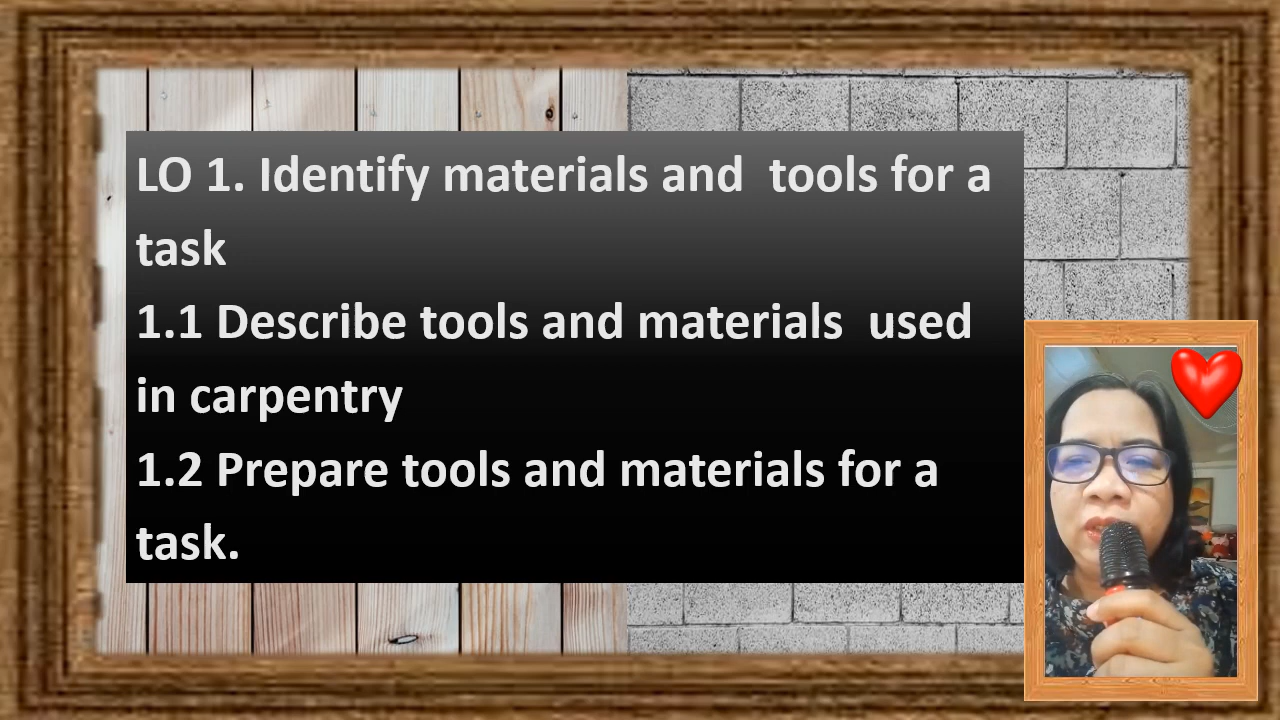 LO 1. Identify materials and  tools for a
task
1.1 Describe tools and materials  used
in carpentry
1.2 Prepare tools and materials for a
task.